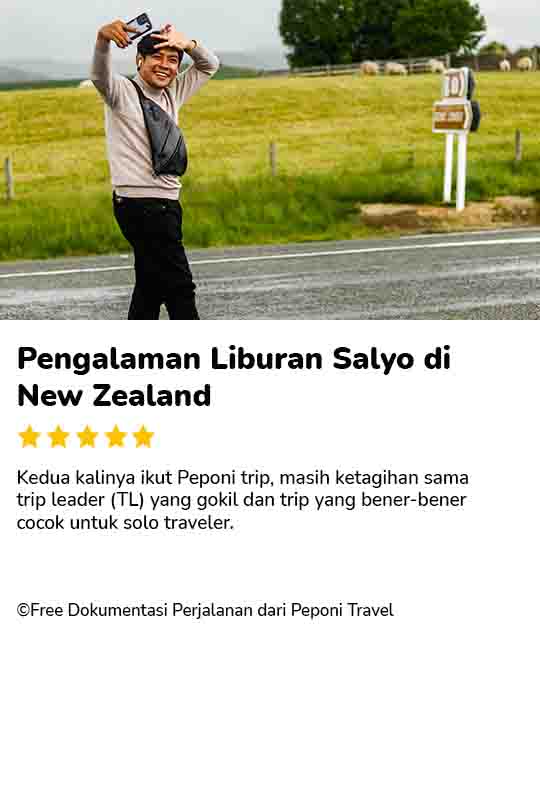 10
Pengalaman Liburan Salyo di
New Zealand
Kedua kalinya ikut Peponi trip, masih ketagihan sama
trip leader (TL) yang gokil dan trip yang bener-bener
cocok untuk solo traveler.
©Free Dokumentasi Perjalanan dari Peponi Travel